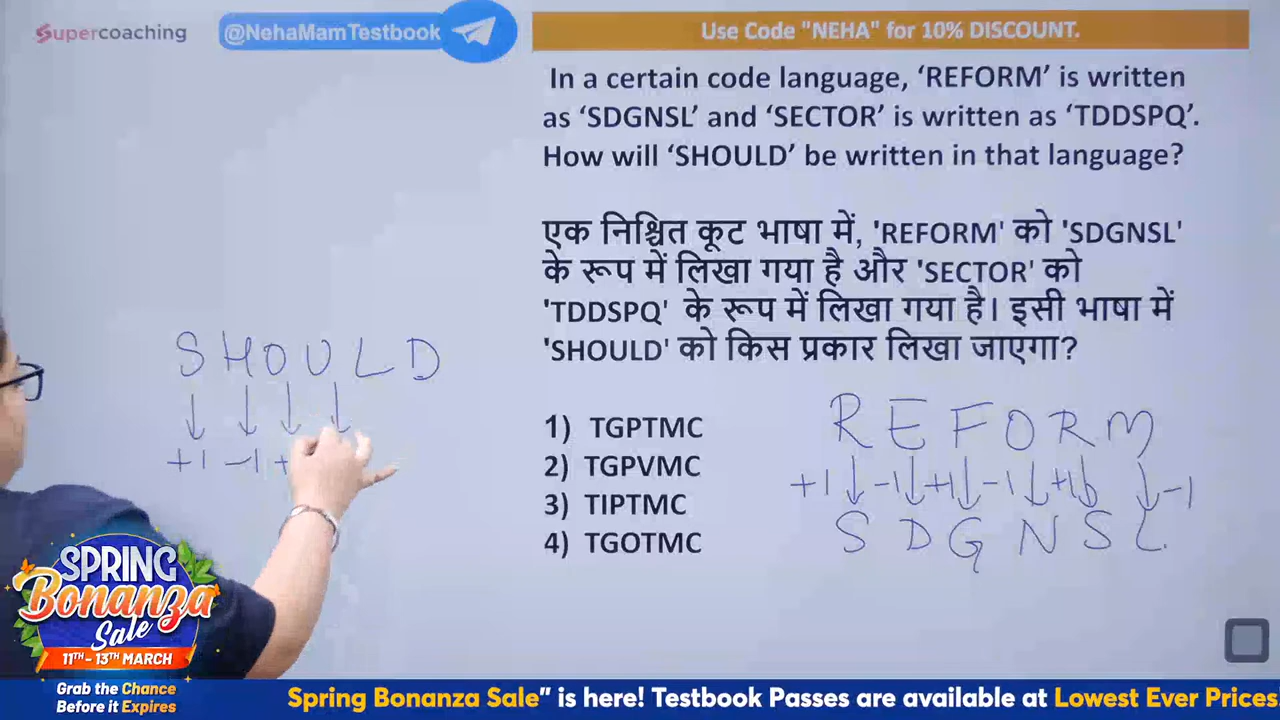 Supercoaching
@NehaMamTestbook
Use Code "NEHA" for 10% DISCOUNT.
In a certain code language, ‘REFORM’ is written
as ‘SDGNSL’ and ‘SECTOR’ is written as ‘TDDSPQ’.
How will ‘SHOULD’ be written in that language?
एक निश्चित कूट भाषा में, 'REFORM' को 'SDGNSL'
के रूप में लिखा गया है और 'SECTOR' को
'TDDSPQ' के रूप में लिखा गया है। इसी भाषा में
'SHOULD' को किस प्रकार लिखा जाएगा?
1) TGPTMC
2) TGPVMC
3) TIPTMC
4) TGOTMC
SHOULD
+1 -1 +
REFORM
+1 -1 +1 -1 +1 -1
SDGNSL
SPRING
Bonanza
Sale
11TH - 13TH MARCH
Grab the Chance
Before it Expires
Spring Bonanza Sale” is here! Testbook Passes are available at Lowest Ever Prices